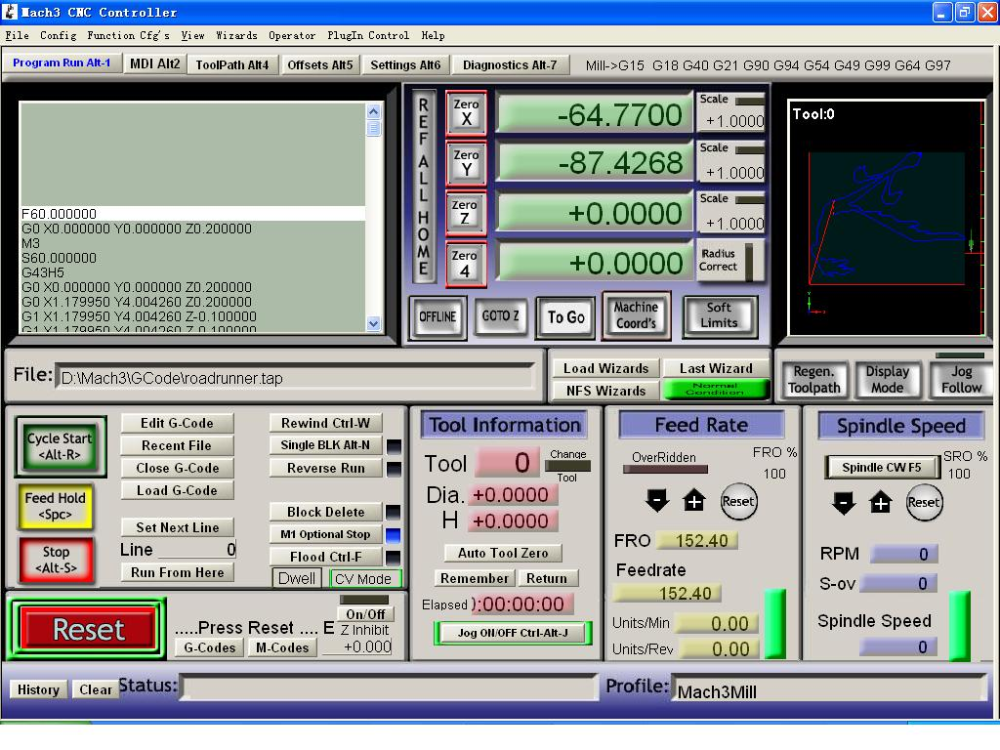 Mach3 CNC Controller
File Config Function Cfg's View Wizards Operator PlugIn Control Help
Program Run Alt-1 MDI Alt2 ToolPath Alt4 Offsets Alt5 Settings Alt6 Diagnostics Alt-7 Mill->G15 G18 G40 G21 G90 G94 G54 G49 G99 G64 G97
F60.000000
G0 X0.000000 Y0.000000 Z0.200000
M3
S60.000000
G43H5
G0 X0.000000 Y0.000000 Z0.200000
G0 X1.179950 Y4.004260 Z0.200000
G1 X1.179950 Y4.004260 Z-0.100000
REF ALL HOME
Zero X -64.7700 Scale +1.0000
Zero Y -87.4268 Scale +1.0000
Zero Z +0.0000 Scale +1.0000
Zero 4 +0.0000 Radius Correct
OFFLINE GOTO Z To Go Machine Coord's Soft Limits
Tool:0
File: D:\Mach3\GCode\roadrunner.tap
Load Wizards Last Wizard
NFS Wizards Normal Condition
Regen. Toolpath Display Mode Jog Follow
Cycle Start <Alt-R>
Feed Hold <Spc>
Stop <Alt-S>
Edit G-Code
Recent File
Close G-Code
Load G-Code
Set Next Line
Line 0
Run From Here
Rewind Ctrl-W
Single BLK Alt-N
Reverse Run
Block Delete
M1 Optional Stop
Flood Ctrl-F
Dwell CV Mode
Reset
.....Press Reset .... E
G-Codes M-Codes
On/Off
Z Inhibit
+0.000
Tool Information
Tool 0 Change Tool
Dia. +0.0000
H +0.0000
Auto Tool Zero
Remember Return
Elapsed ):00:00:00
Jog ON/OFF Ctrl-Alt-J
Feed Rate
OverRidden FRO % 100
Reset
FRO 152.40
Feedrate
152.40
Units/Min 0.00
Units/Rev 0.00
Spindle Speed
Spindle CW F5 SRO % 100
Reset
RPM 0
S-ov 0
Spindle Speed
0
History Clear Status: Profile: Mach3Mill